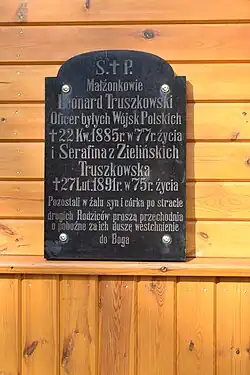 Ś.†P.
Małżonkowie
Leonard Truszkowski
Oficer byłych Wojsk Polskich
†22 Kw. 1885 r. w 77 r. życia
i Serafina z Zielińskich
Truszkowska
†27 Lut. 1891 r. w 75 r. życia
Pozostali w żalu syn i córka po stracie
drogich Rodziców proszą przechodnia
o pobożne za ich duszę westchnienie
do Boga